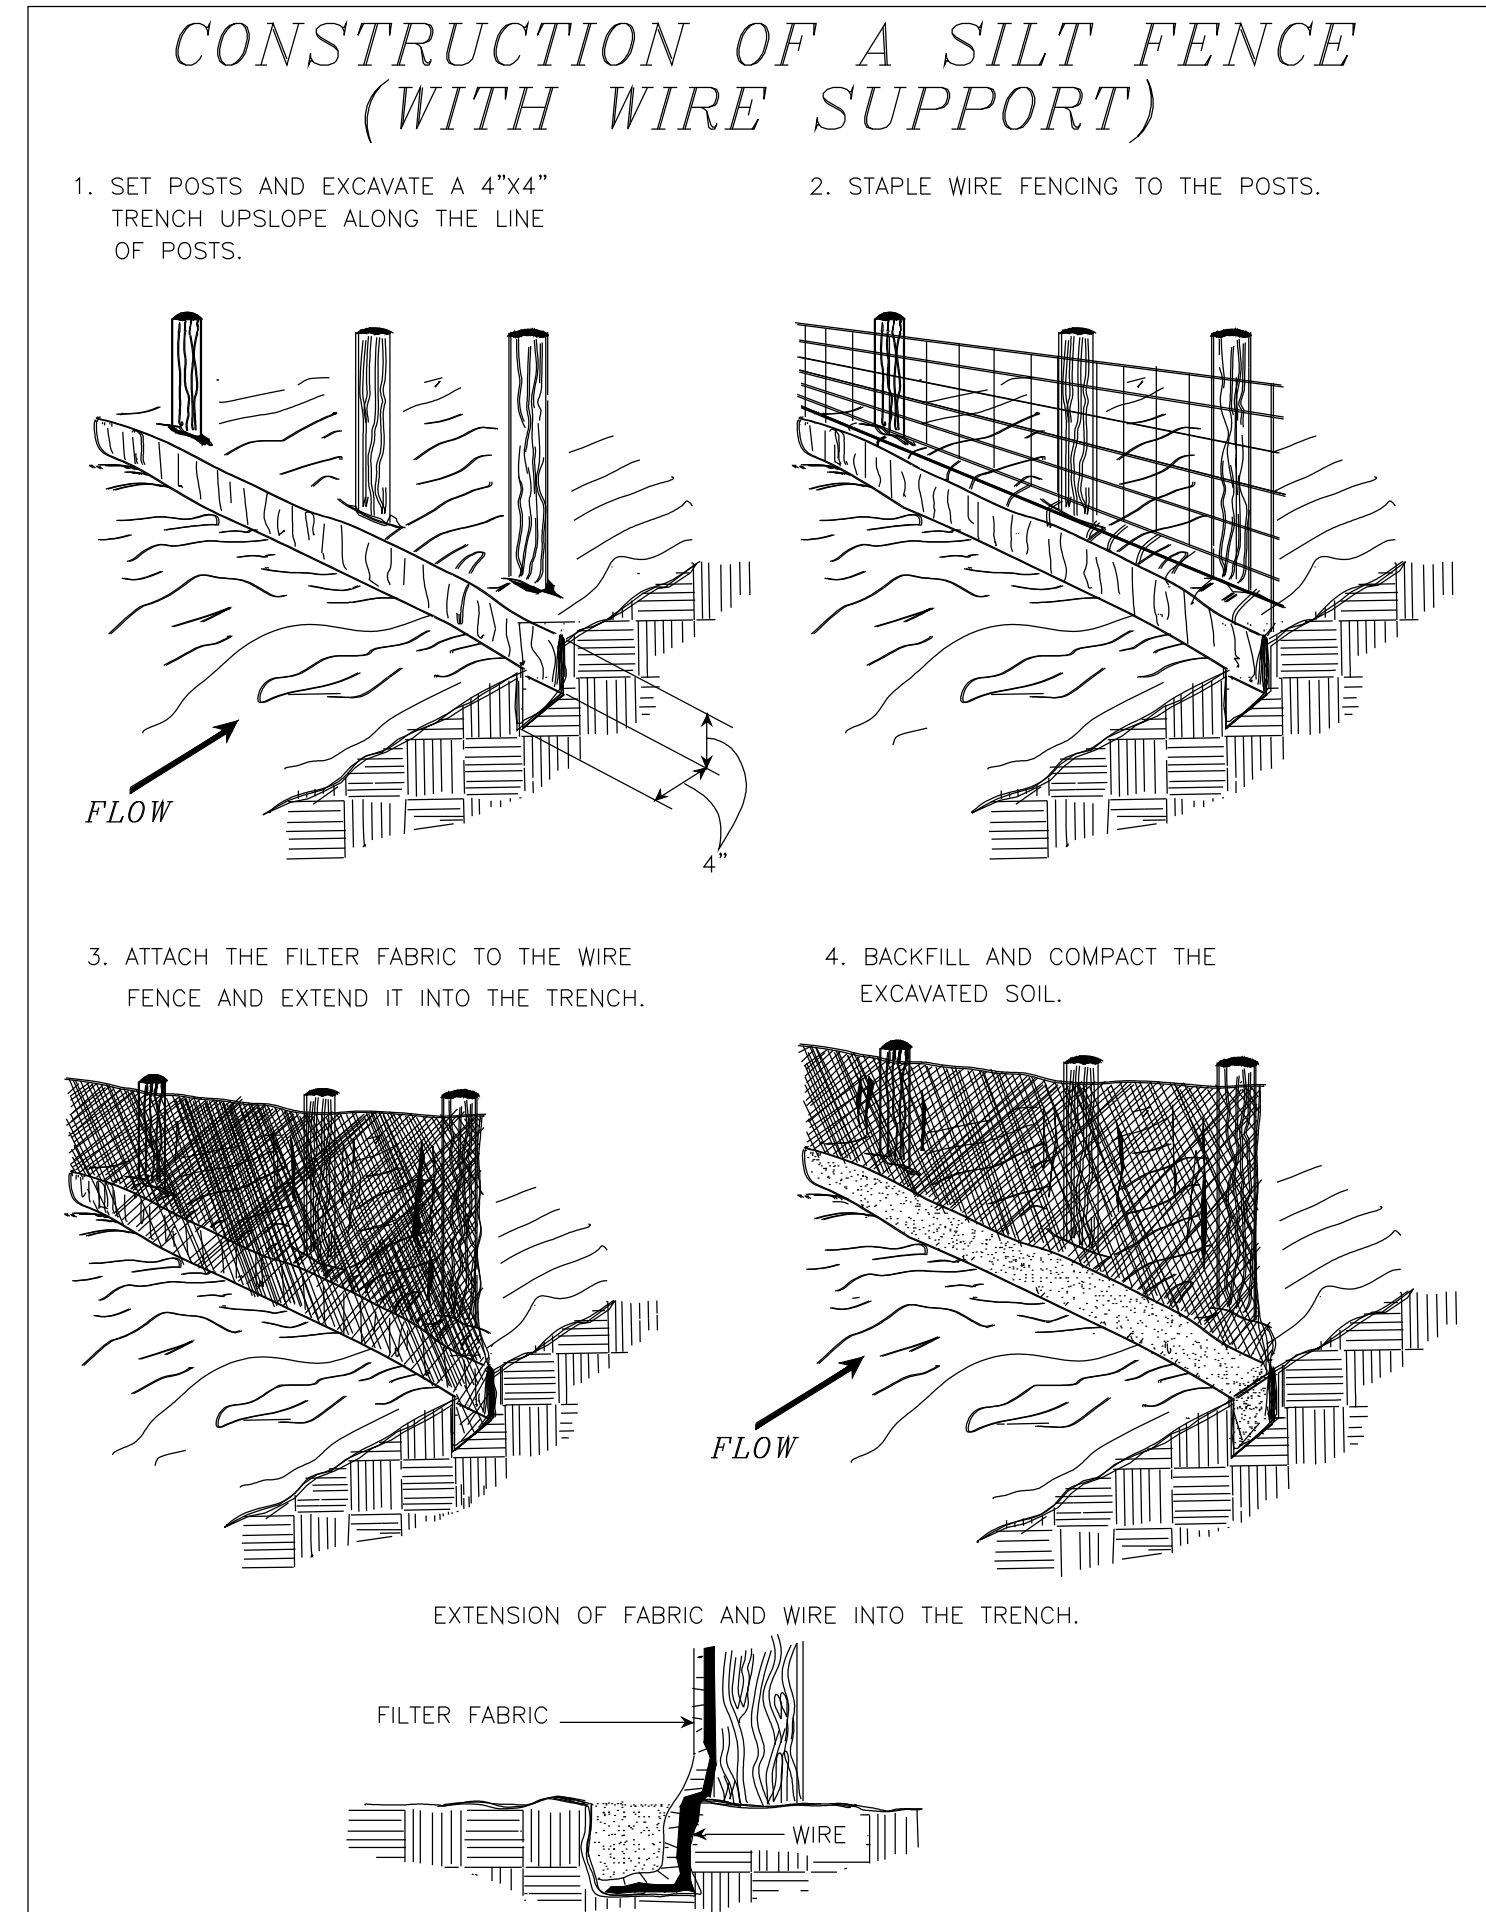 CONSTRUCTION OF A SILT FENCE
(WITH WIRE SUPPORT)
1. SET POSTS AND EXCAVATE A 4”X4”
TRENCH UPSLOPE ALONG THE LINE
OF POSTS.
2. STAPLE WIRE FENCING TO THE POSTS.
FLOW
4”
3. ATTACH THE FILTER FABRIC TO THE WIRE
FENCE AND EXTEND IT INTO THE TRENCH.
4. BACKFILL AND COMPACT THE
EXCAVATED SOIL.
FLOW
EXTENSION OF FABRIC AND WIRE INTO THE TRENCH.
FILTER FABRIC
WIRE